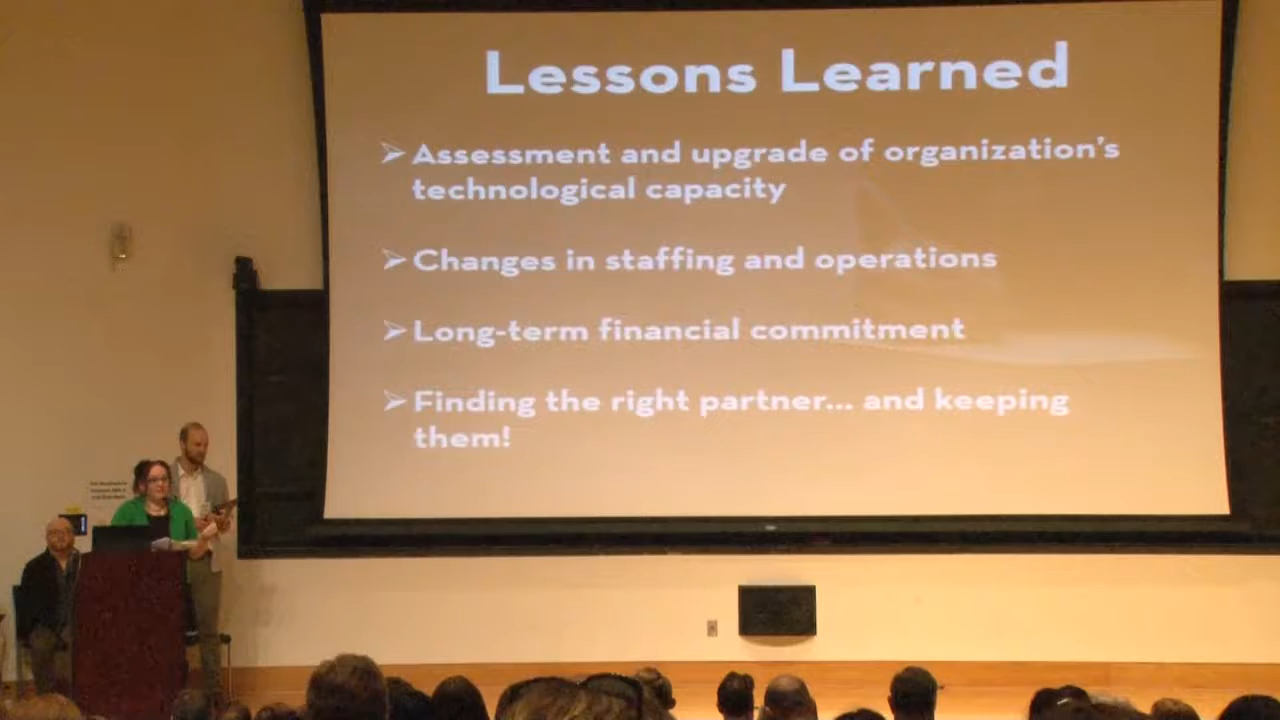 Lessons Learned
➢ Assessment and upgrade of organization's
technological capacity
➢ Changes in staffing and operations
➢ Long-term financial commitment
➢ Finding the right partner... and keeping
them!